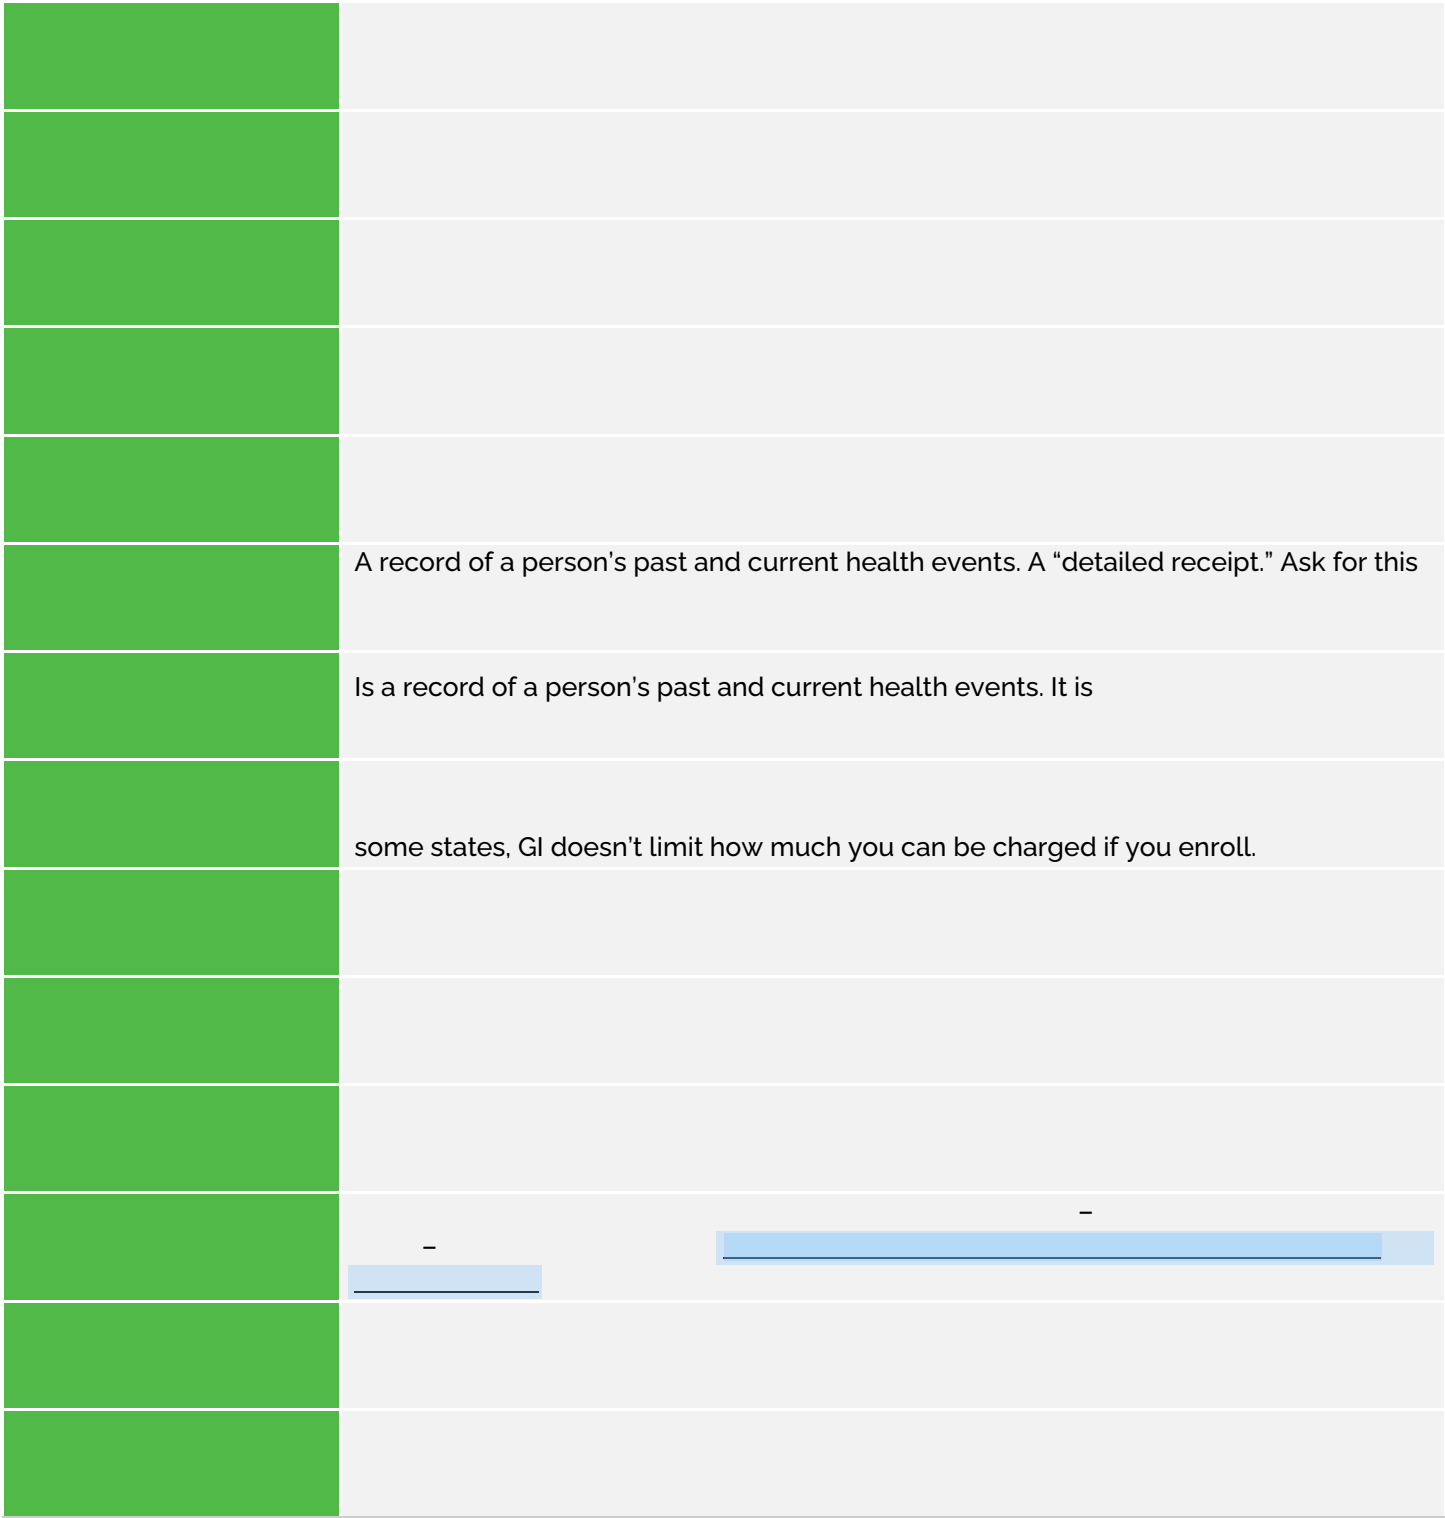 A record of a person’s past and current health events. A “detailed receipt.” Ask for this
Is a record of a person’s past and current health events. It is
some states, GI doesn’t limit how much you can be charged if you enroll.
–
–